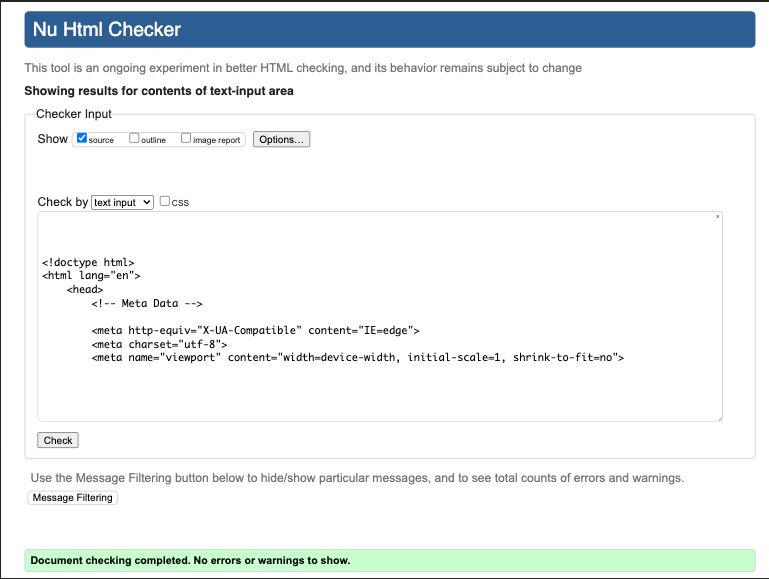 Nu Html Checker
This tool is an ongoing experiment in better HTML checking, and its behavior remains subject to change
Showing results for contents of text-input area
Checker Input
Show source outline image report Options...
Check by text input css
<!doctype html>
<html lang="en">
<head>
<!-- Meta Data -->
<meta http-equiv="X-UA-Compatible" content="IE=edge">
<meta charset="utf-8">
<meta name="viewport" content="width=device-width, initial-scale=1, shrink-to-fit=no">
Check
Use the Message Filtering button below to hide/show particular messages, and to see total counts of errors and warnings.
Message Filtering
Document checking completed. No errors or warnings to show.